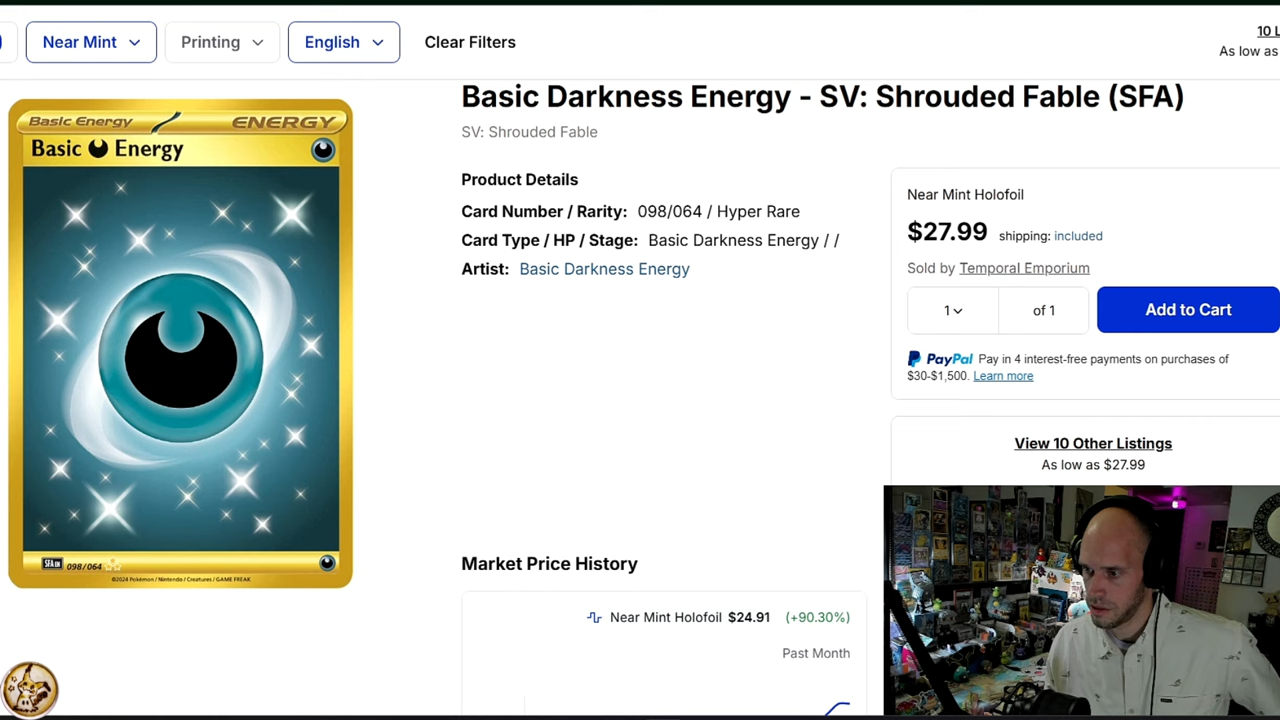 Near Mint
Printing
English
Clear Filters
10 L
As low as
Basic Energy
ENERGY
Basic Energy
SFA EN 098/064
©2024 Pokémon / Nintendo / Creatures / GAME FREAK
Basic Darkness Energy - SV: Shrouded Fable (SFA)
SV: Shrouded Fable
Product Details
Card Number / Rarity: 098/064 / Hyper Rare
Card Type / HP / Stage: Basic Darkness Energy / /
Artist: Basic Darkness Energy
Near Mint Holofoil
$27.99 shipping: included
Sold by Temporal Emporium
1 of 1 Add to Cart
PayPal Pay in 4 interest-free payments on purchases of
$30-$1,500. Learn more
View 10 Other Listings
As low as $27.99
Market Price History
Near Mint Holofoil $24.91 (+90.30%)
Past Month